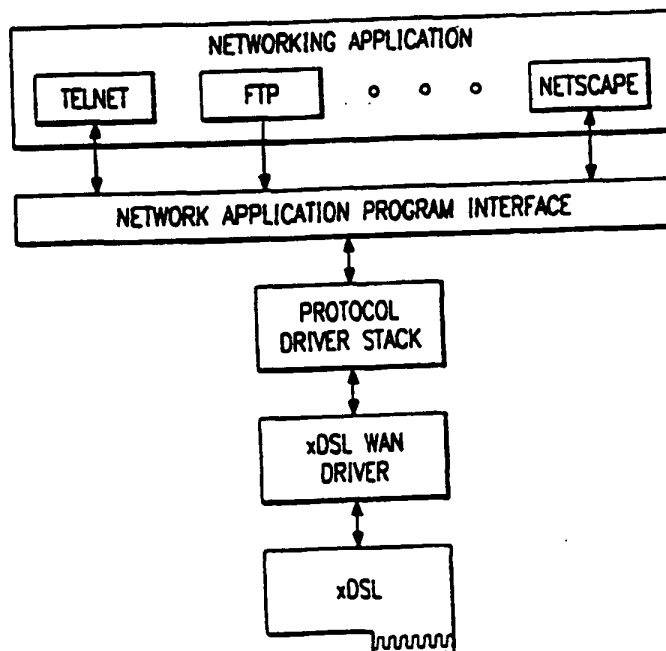 NETWORKING APPLICATION
TELNET
FTP
NETSCAPE
NETWORK APPLICATION PROGRAM INTERFACE
PROTOCOL
DRIVER STACK
xDSL WAN
DRIVER
xDSL